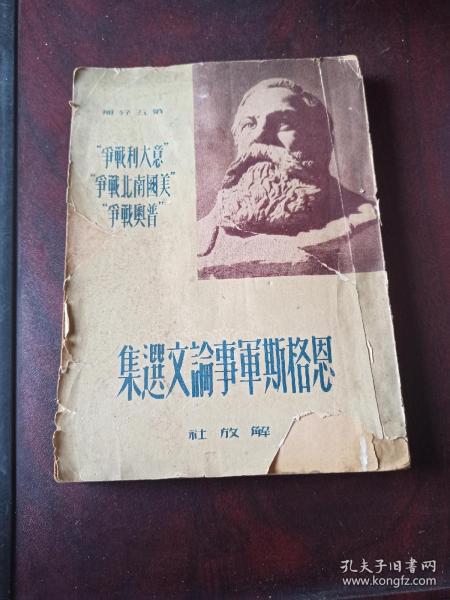 第五分冊
“意大利戰爭”
“美國南北戰爭”
“普奧戰爭”
恩格斯軍事論文選集
解放社
孔夫子旧书网
www.kongfz.com